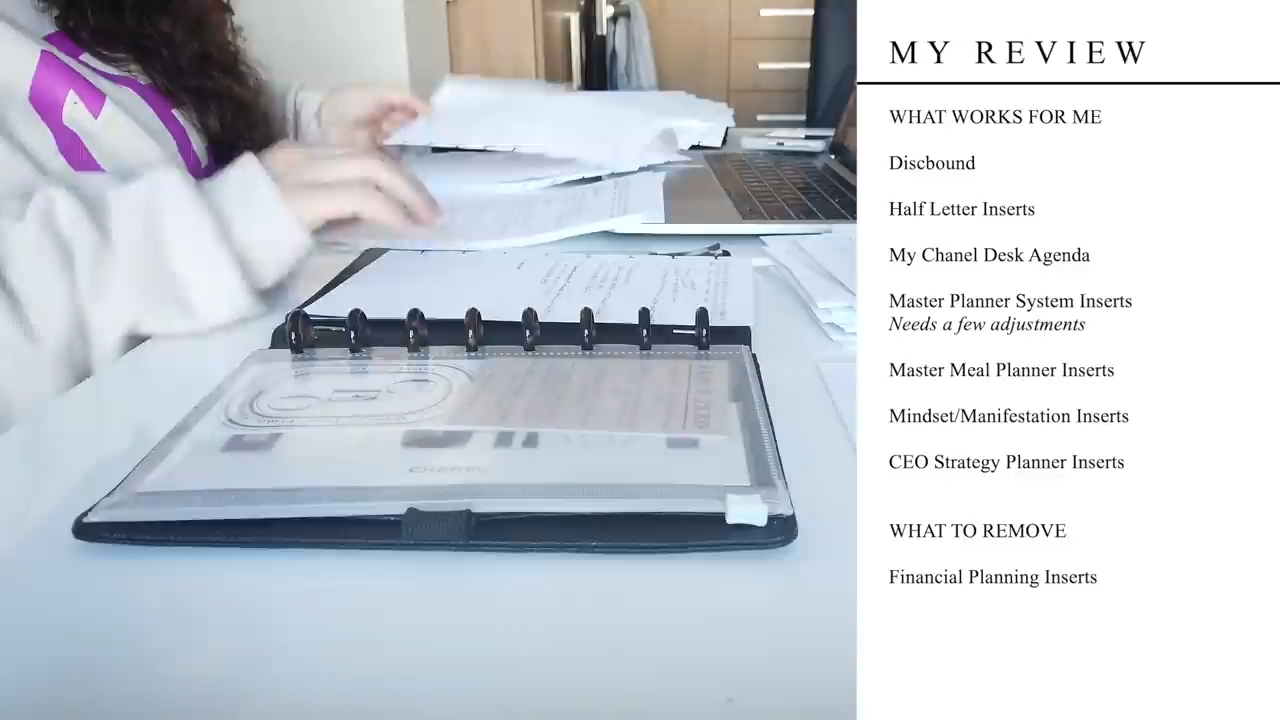 MY REVIEW
WHAT WORKS FOR ME
Discbound
Half Letter Inserts
My Chanel Desk Agenda
Master Planner System Inserts
Needs a few adjustments
Master Meal Planner Inserts
Mindset/Manifestation Inserts
CEO Strategy Planner Inserts
WHAT TO REMOVE
Financial Planning Inserts